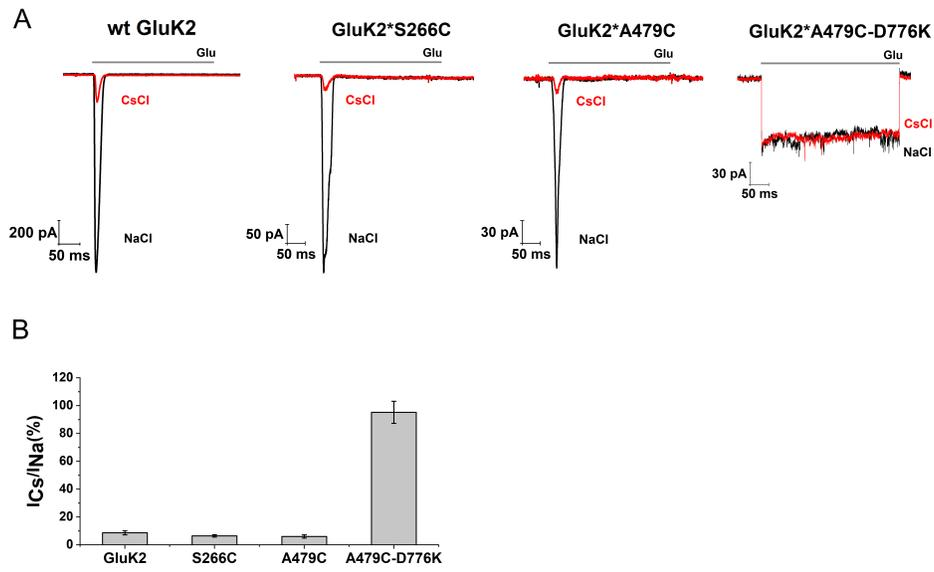 A
wt GluK2
GluK2*S266C
GluK2*A479C
GluK2*A479C-D776K
Glu
Glu
Glu
Glu
CsCl
CsCl
CsCl
CsCl
NaCl
30 pA
50 ms
200 pA
50 ms
NaCl
50 pA
50 ms
NaCl
30 pA
50 ms
NaCl
B
ICs/INa(%)
120
100
80
60
40
20
0
GluK2
S266C
A479C
A479C-D776K